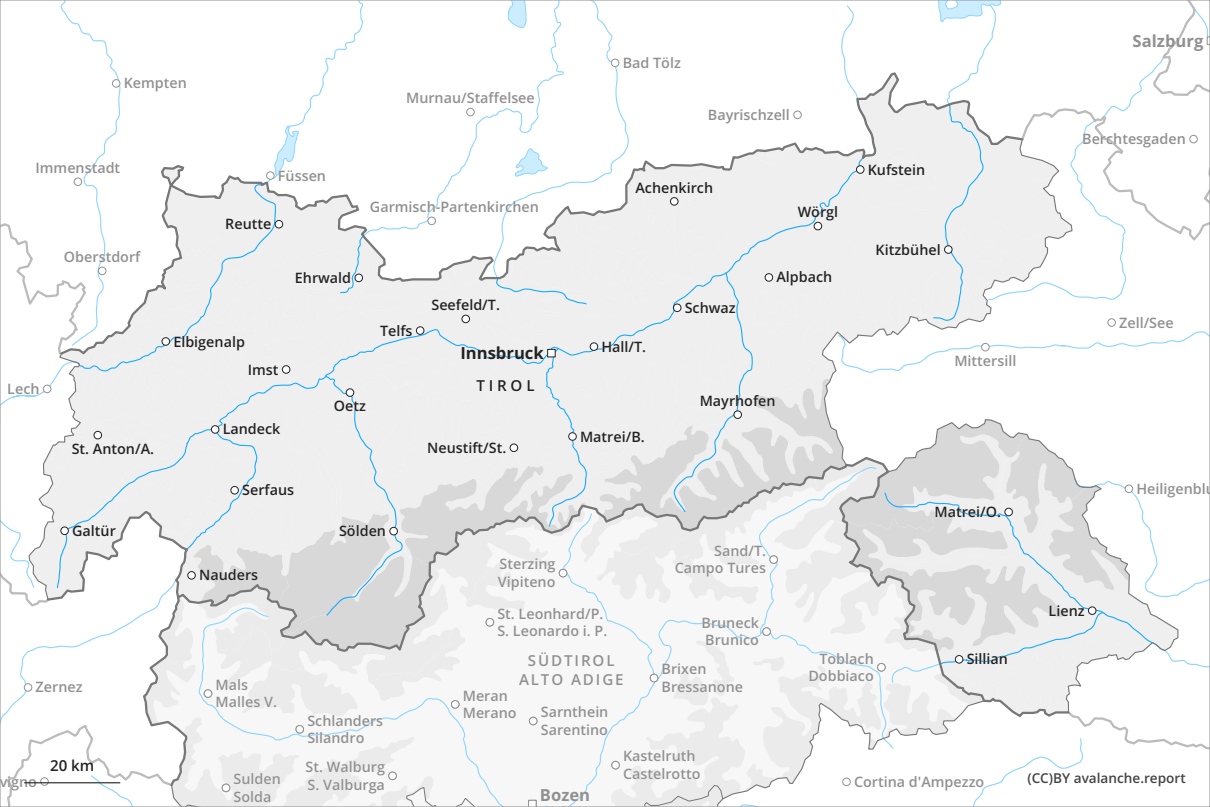 Salzburg
Bad Tölz
Kempten
Murnau/Staffelsee
Bayrischzell
Berchtesgaden
Immenstadt
Füssen
Kufstein
Achenkirch
Garmisch-Partenkirchen
Wörgl
Reutte
Kitzbühel
Oberstdorf
Ehrwald
Alpbach
Seefeld/T.
Schwaz
Zell/See
Telfs
Elbigenalp
Innsbruck
Hall/T.
Mittersill
Imst
TIROL
Lech
Oetz
Mayrhofen
Landeck
Matrei/B.
St. Anton/A.
Neustift/St.
Serfaus
Heiligenblu
Matrei/O.
Galtür
Sölden
Sand/T.
Campo Tures
Sterzing
Vipiteno
Nauders
Lienz
St. Leonhard/P.
S. Leonardo i. P.
Bruneck
Brunico
SÜDTIROL
ALTO ADIGE
Toblach
Dobbiaco
Sillian
Brixen
Bressanone
Zernez
Mals
Malles V.
Meran
Merano
Sarnthein
Sarentino
Schlanders
Silandro
Kastelruth
Castelrotto
20 km
St. Walburg
S. Valburga
vigno
Sulden
Solda
Cortina d'Ampezzo
(CC)BY avalanche.report
Bozen